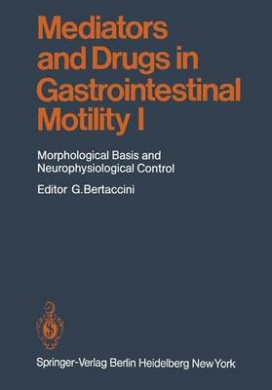 Mediators
and Drugs in
Gastrointestinal
Motility I
Morphological Basis and
Neurophysiological Control
Editor G.Bertaccini
Springer-Verlag Berlin Heidelberg New York